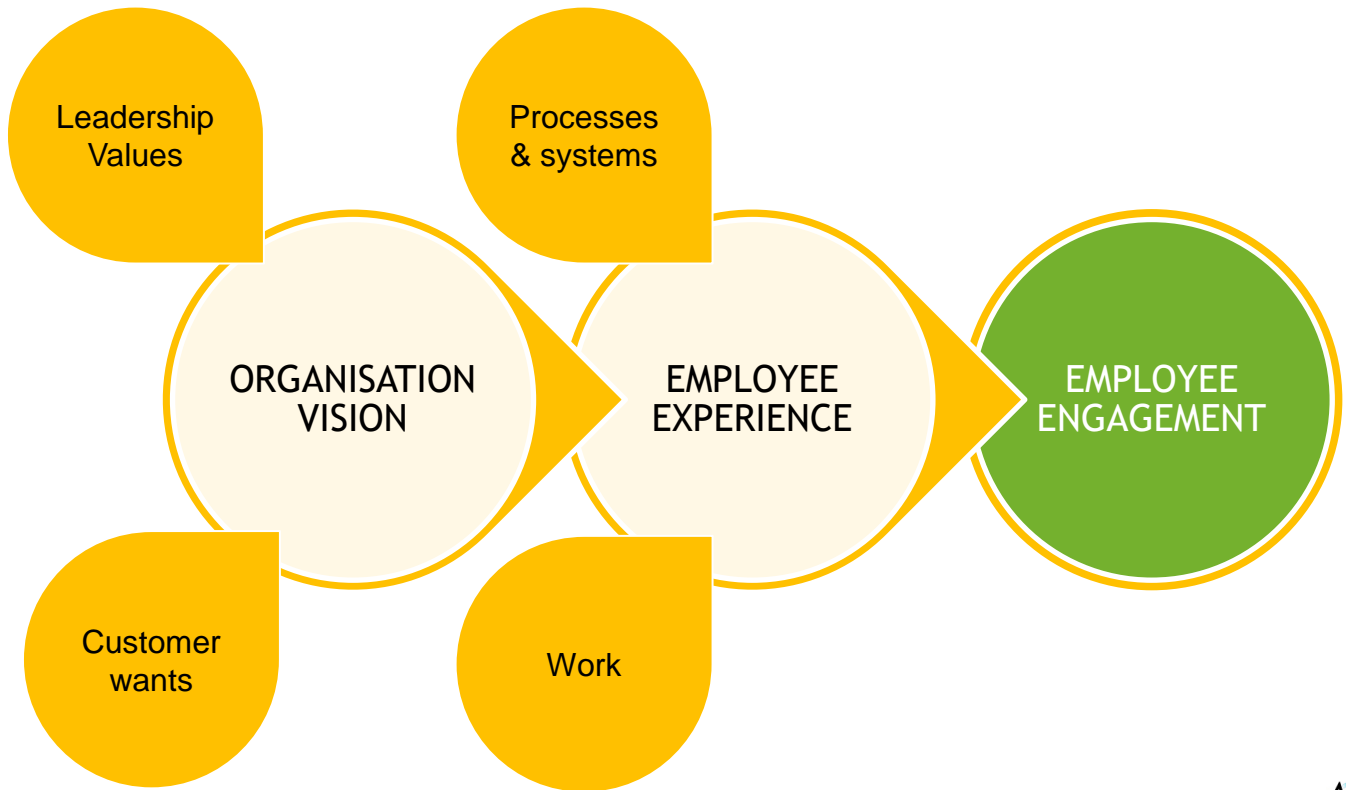 Leadership
Values
Processes
& systems
ORGANISATION
VISION
EMPLOYEE
EXPERIENCE
EMPLOYEE
ENGAGEMENT
Customer
wants
Work